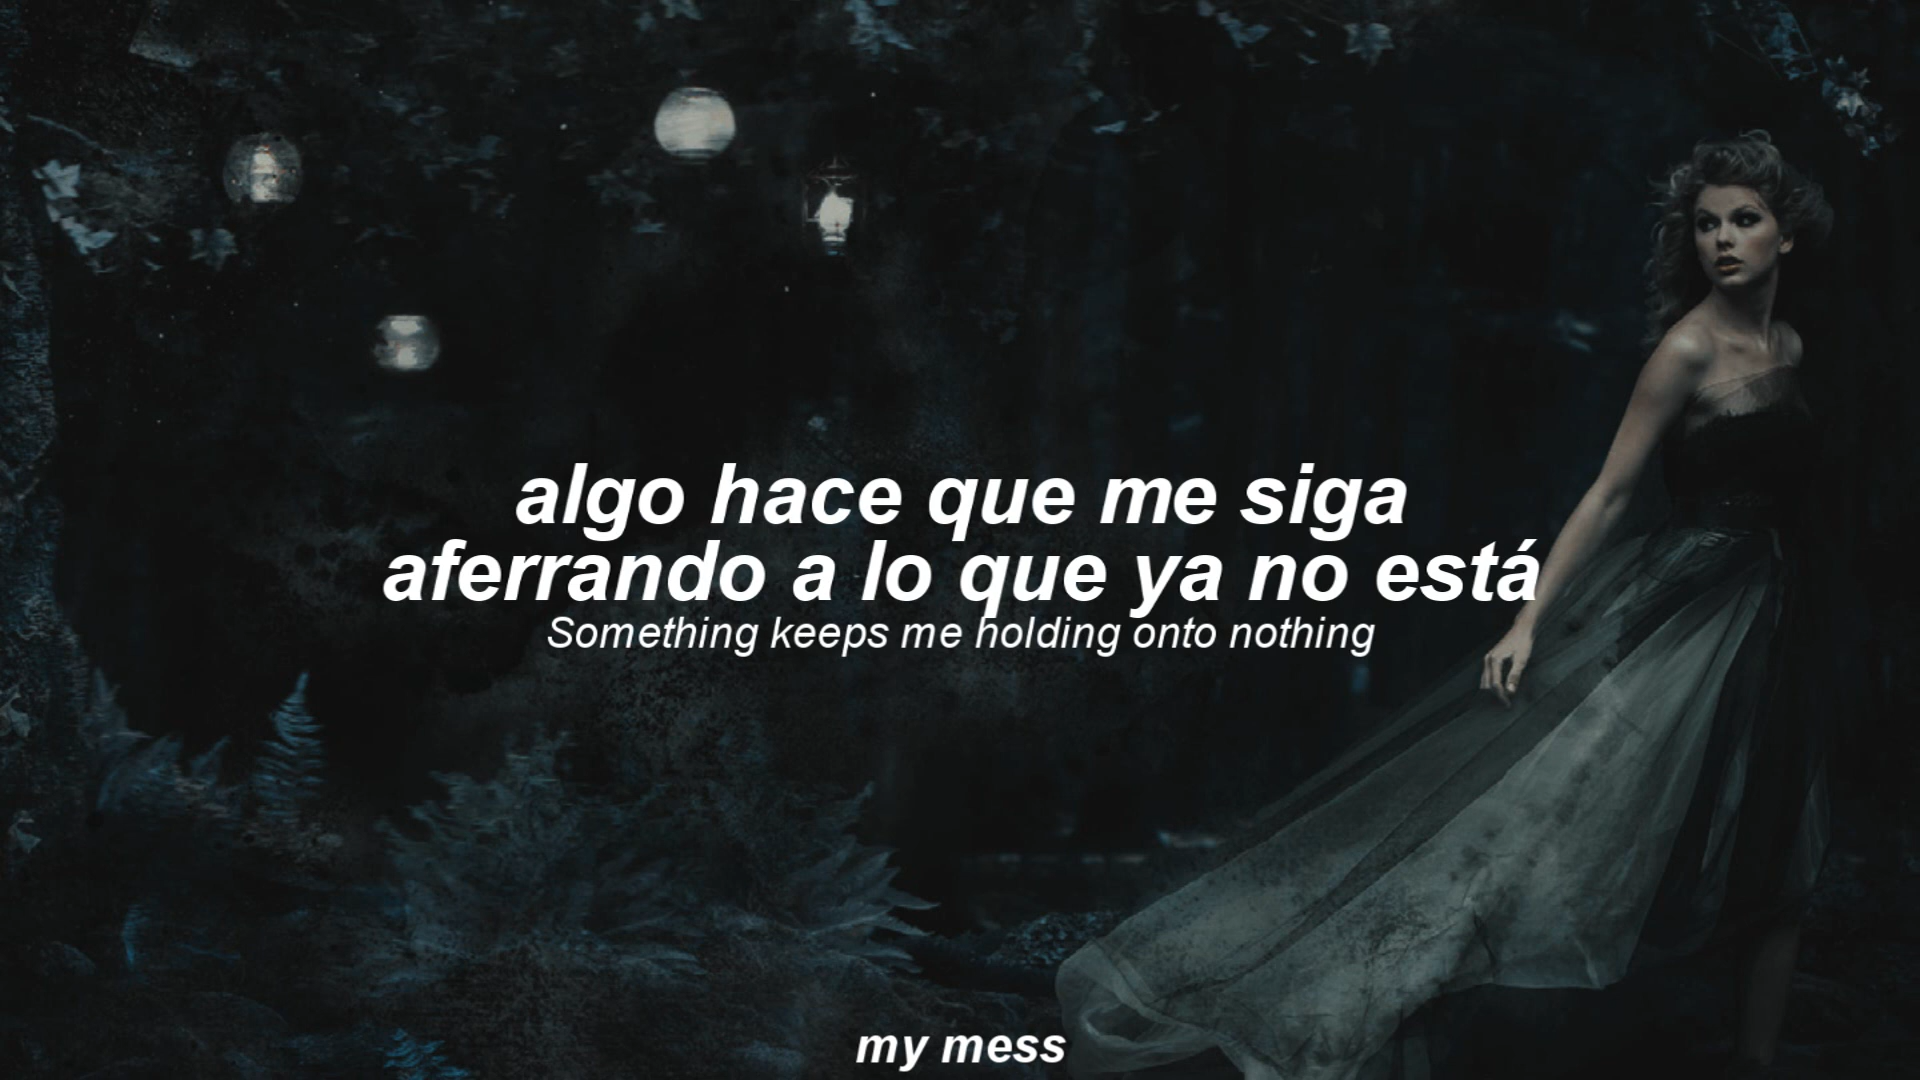 algo hace que me siga
aferrando a lo que ya no está
Something keeps me holding onto nothing
my mess